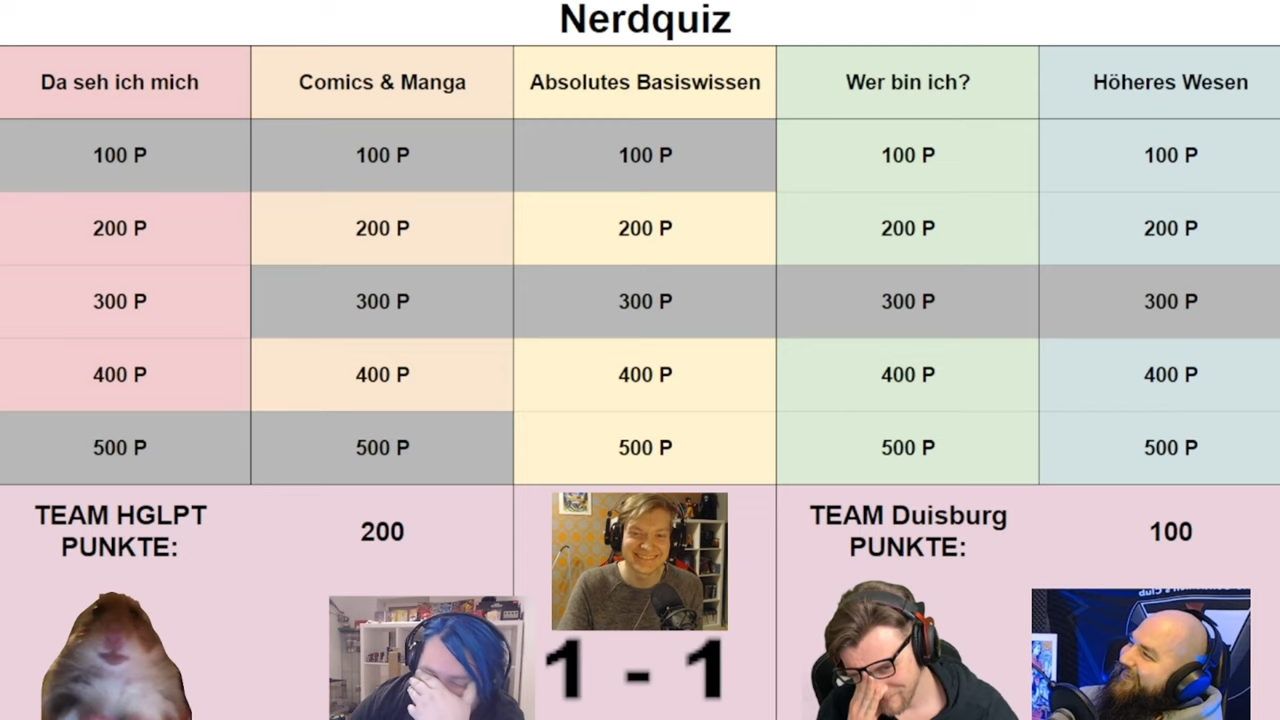 Nerdquiz
Da seh ich mich
Comics & Manga
Absolutes Basiswissen
Wer bin ich?
Höheres Wesen
100 P
100 P
100 P
100 P
100 P
200 P
200 P
200 P
200 P
200 P
300 P
300 P
300 P
300 P
300 P
400 P
400 P
400 P
400 P
400 P
500 P
500 P
500 P
500 P
500 P
TEAM HGLPT
PUNKTE:
200
TEAM Duisburg
PUNKTE:
100
1 - 1